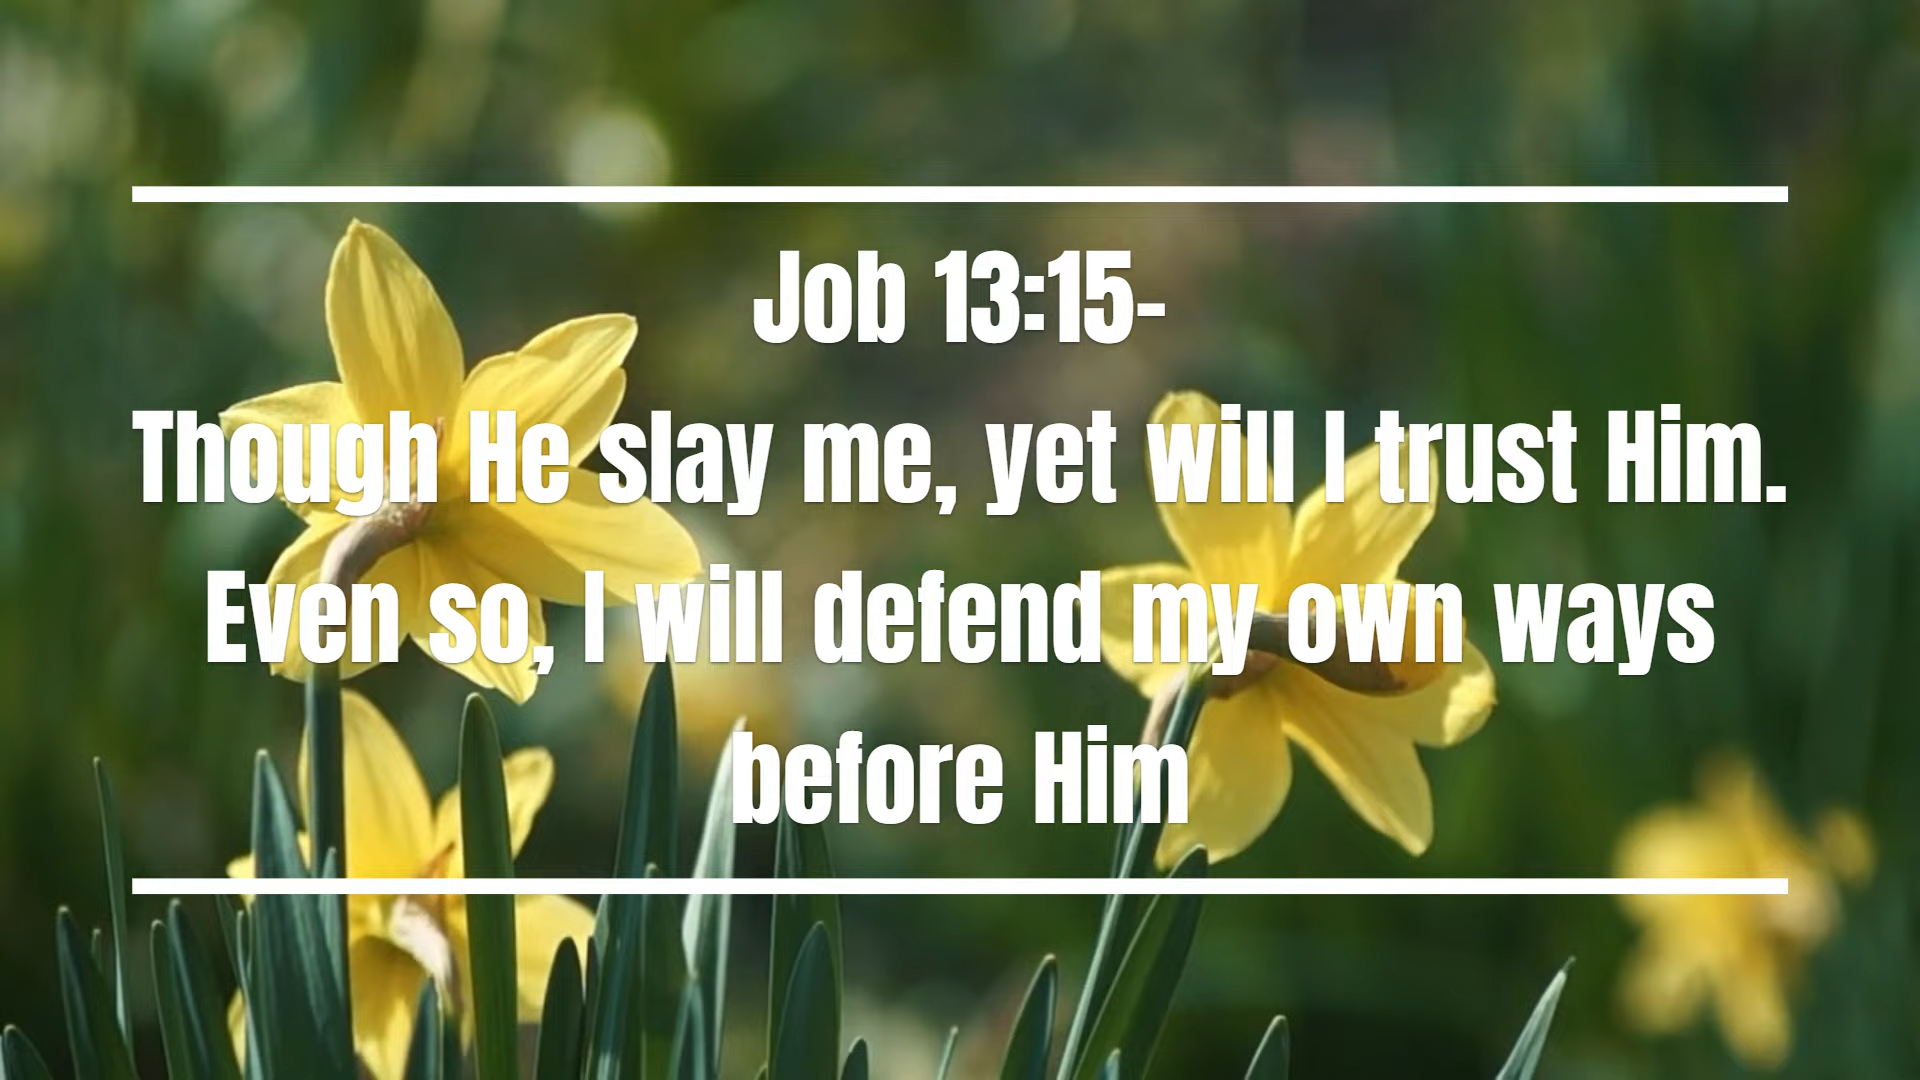 Job 13:15-
Though He slay me, yet will I trust Him.
Even so, I will defend my own ways
before Him